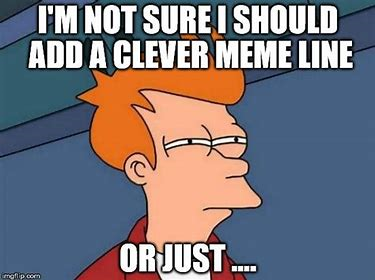 I'M NOT SURE I SHOULD
ADD A CLEVER MEME LINE
OR JUST ....
imgflip.com